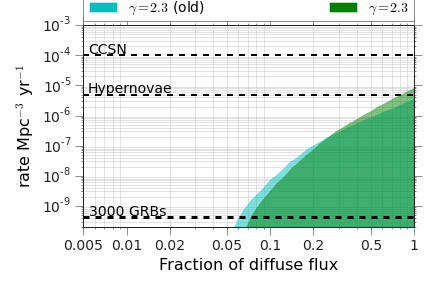 γ=2.3 (old) γ=2.3
10⁻³
CCSN
10⁻⁴
Hypernovae
10⁻⁵
10⁻⁶
10⁻⁷
10⁻⁸
10⁻⁹
3000 GRBs
rate Mpc⁻³ yr⁻¹
0.005 0.01 0.02 0.05 0.1 0.2 0.5 1
Fraction of diffuse flux